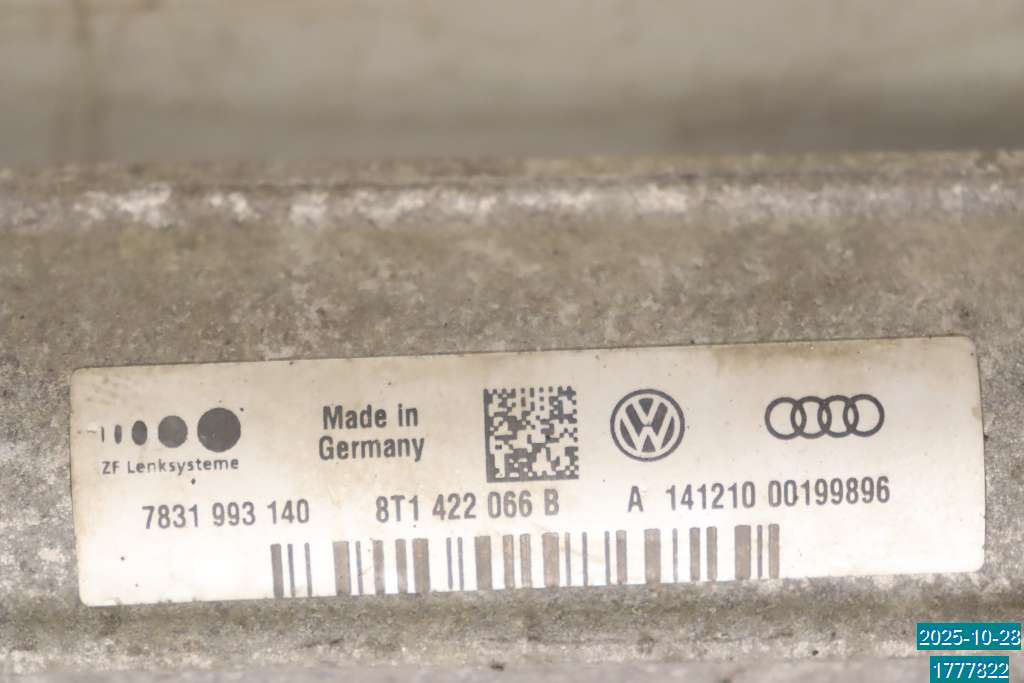 ZF Lenksysteme
Made in
Germany
7831 993 140
8T1 422 066 B
A 141210 00199896
2025-10-28
1777822